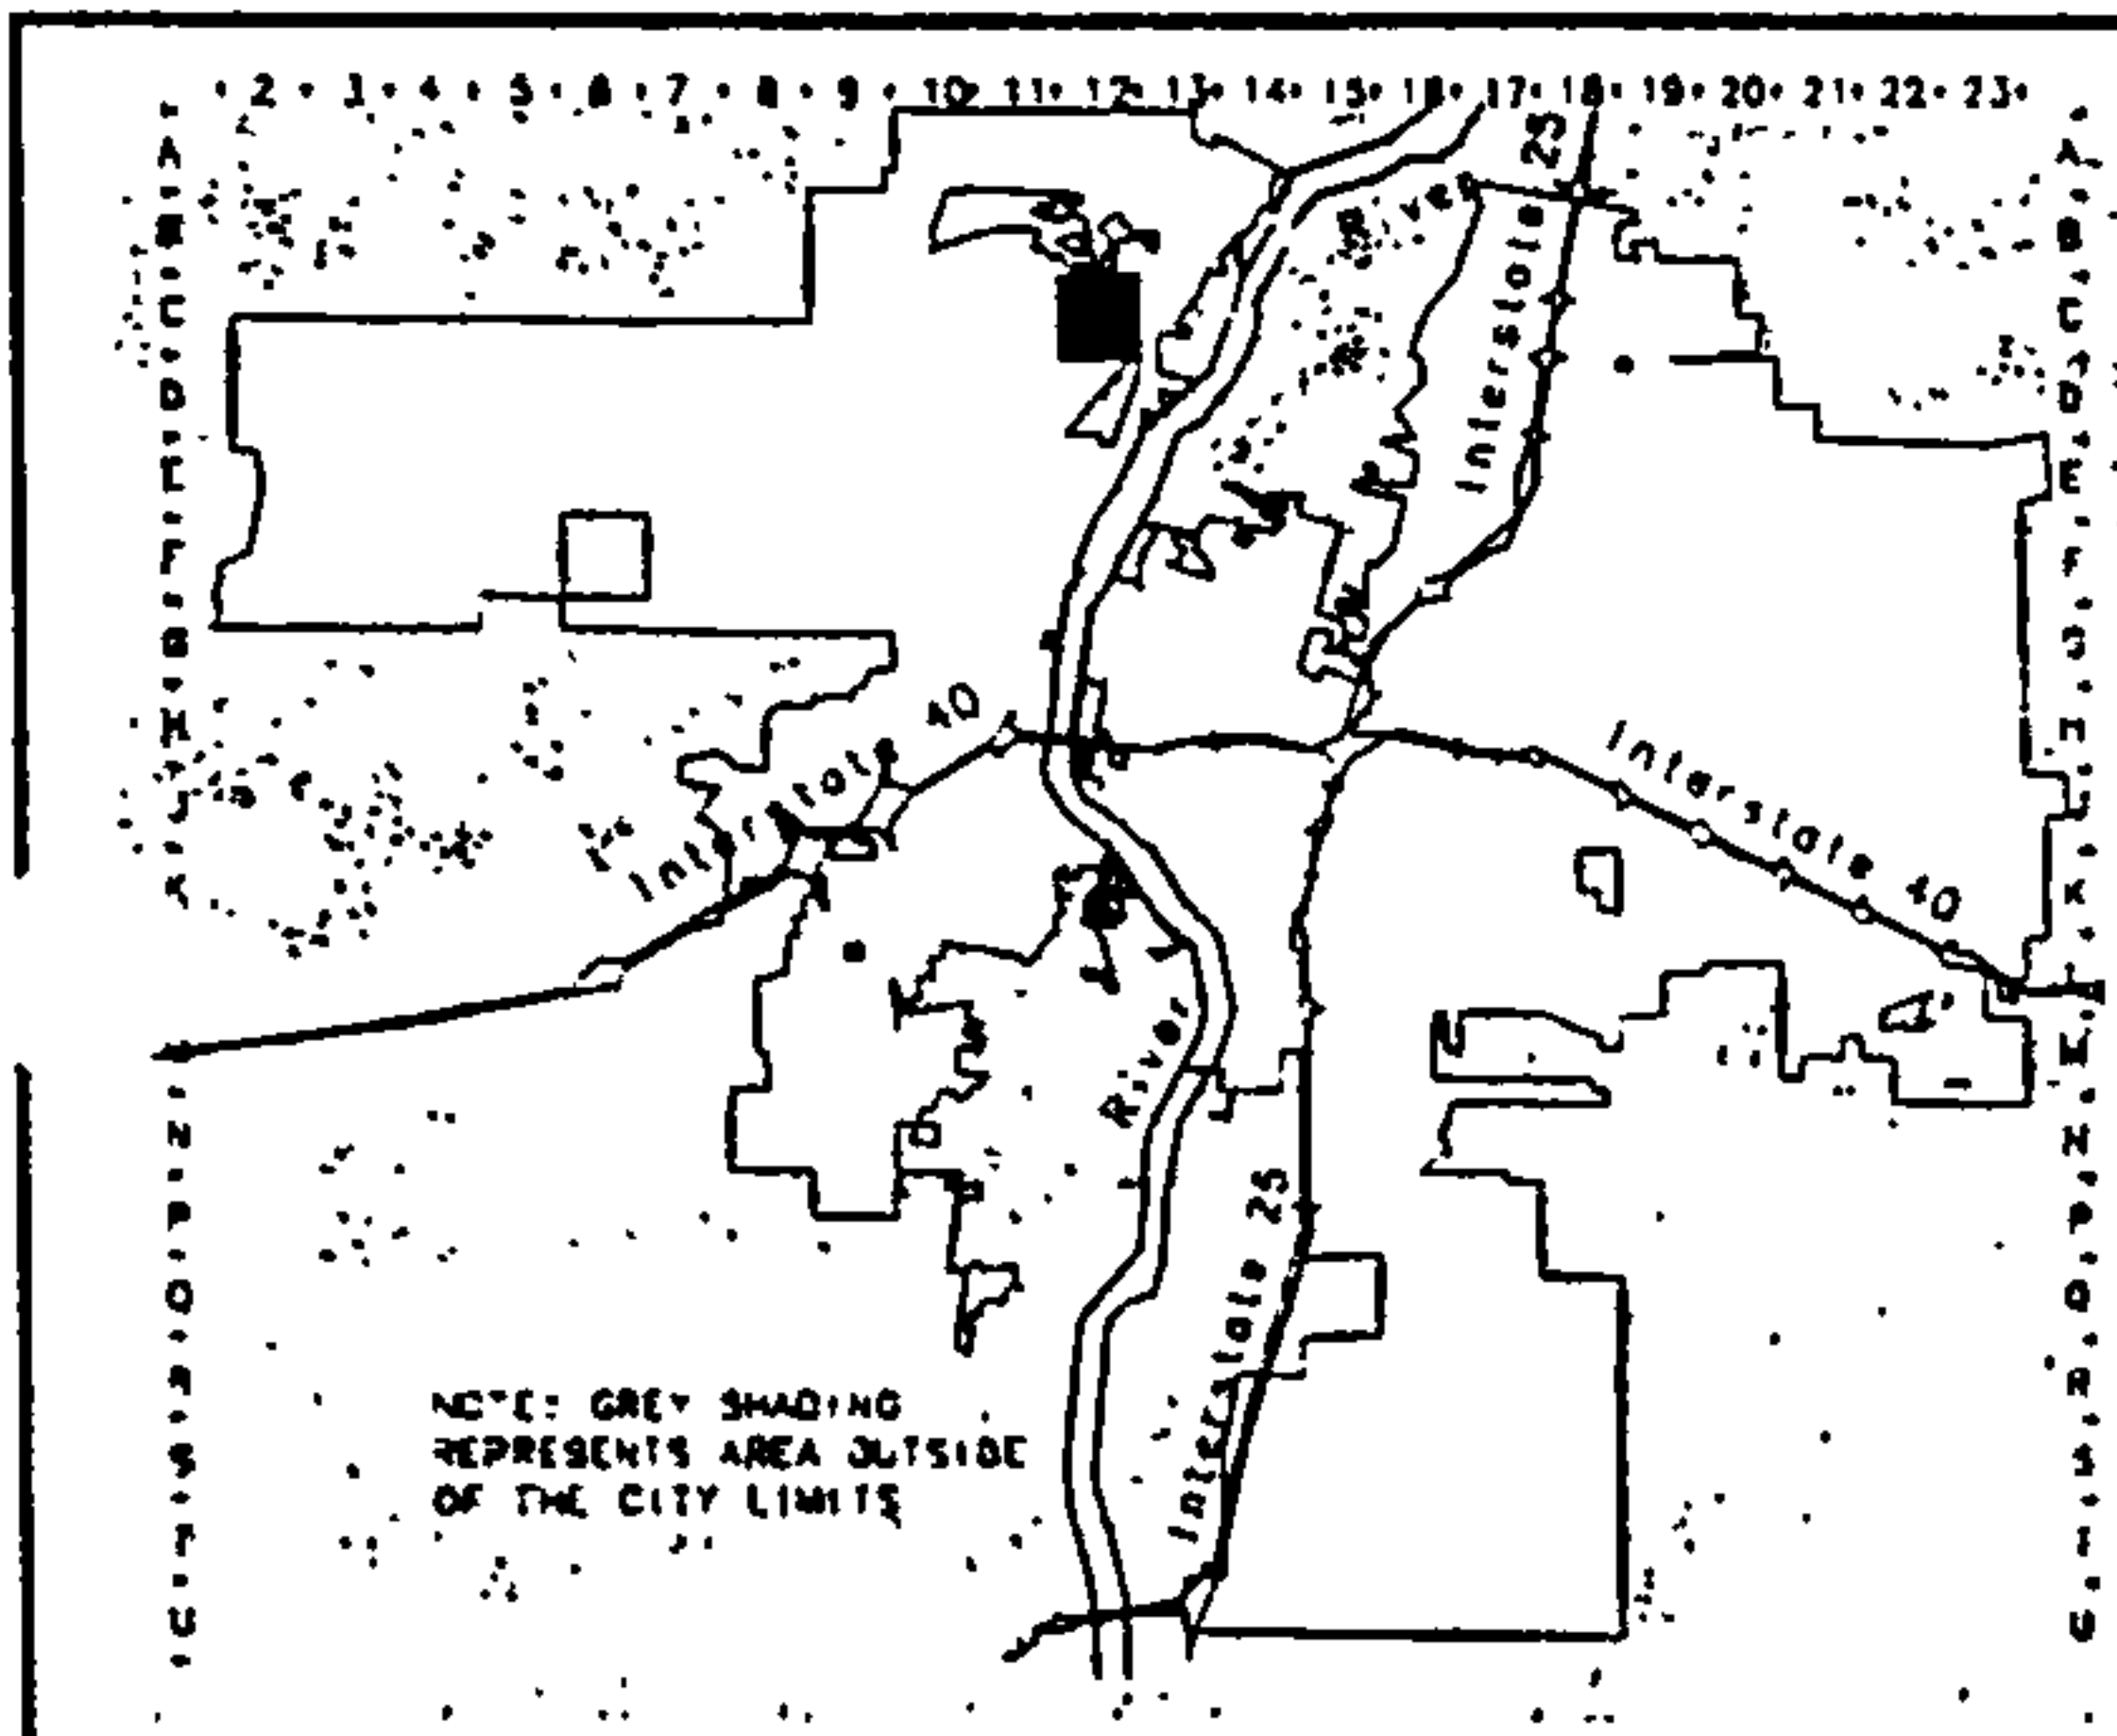 2 3 4 5 6 7 8 9 10 11 12 13 14 15 16 17 18 19 20 21 22 23
A A
B B
C C
D D
E E
F F
G G
H H
J J
K K
N N
P P
Q Q
R R
S S
T T
U U
River
Interstate 25
Interstate 40
Interstate 40
River
Interstate 25
NOTE: GREY SHADING
REPRESENTS AREA OUTSIDE
OF THE CITY LIMITS